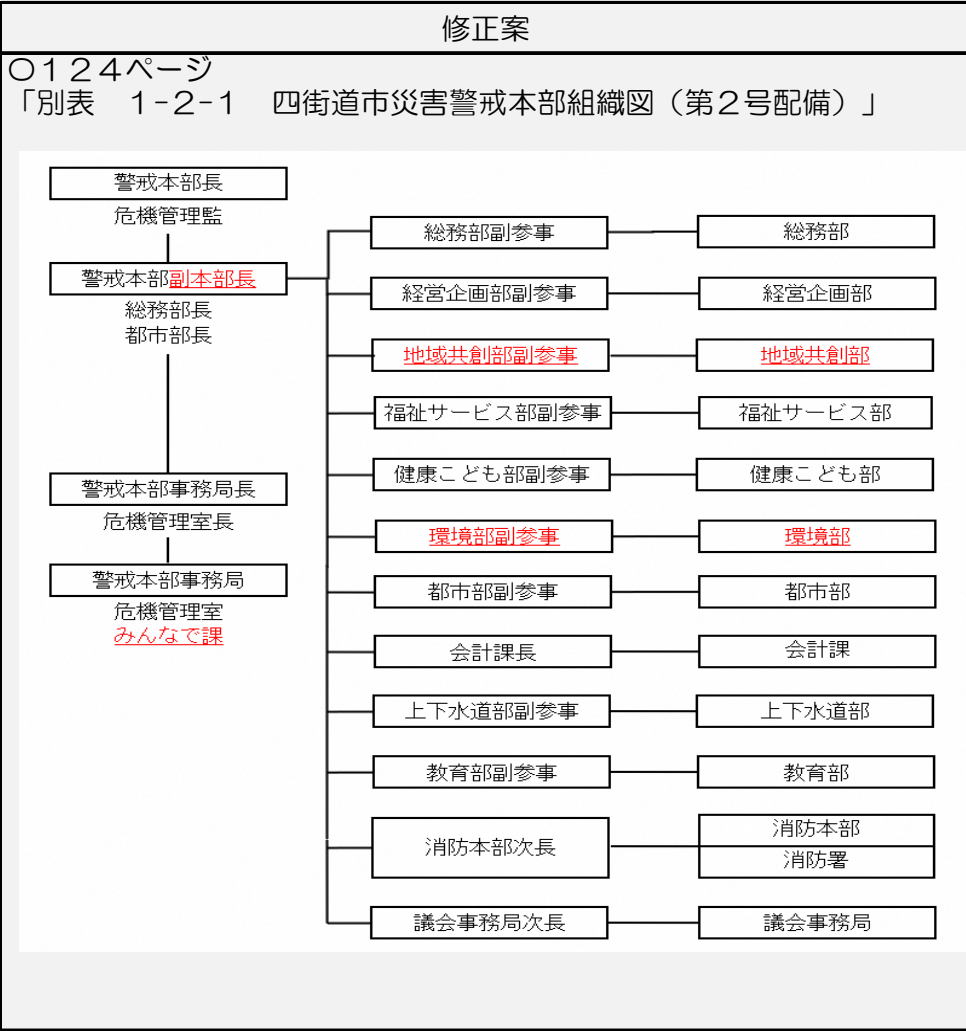 修正案
〇124ページ
「別表　1-2-1　四街道市災害警戒本部組織図(第2号配備)」
警戒本部長
危機管理監
警戒本部副本部長
総務部長
都市部長
警戒本部事務局長
危機管理室長
警戒本部事務局
危機管理室
みんなで課
総務部副参事
総務部
経営企画部副参事
経営企画部
地域共創部副参事
地域共創部
福祉サービス部副参事
福祉サービス部
健康こども部副参事
健康こども部
環境部副参事
環境部
都市部副参事
都市部
会計課長
会計課
上下水道部副参事
上下水道部
教育部副参事
教育部
消防本部次長
消防本部
消防署
議会事務局次長
議会事務局